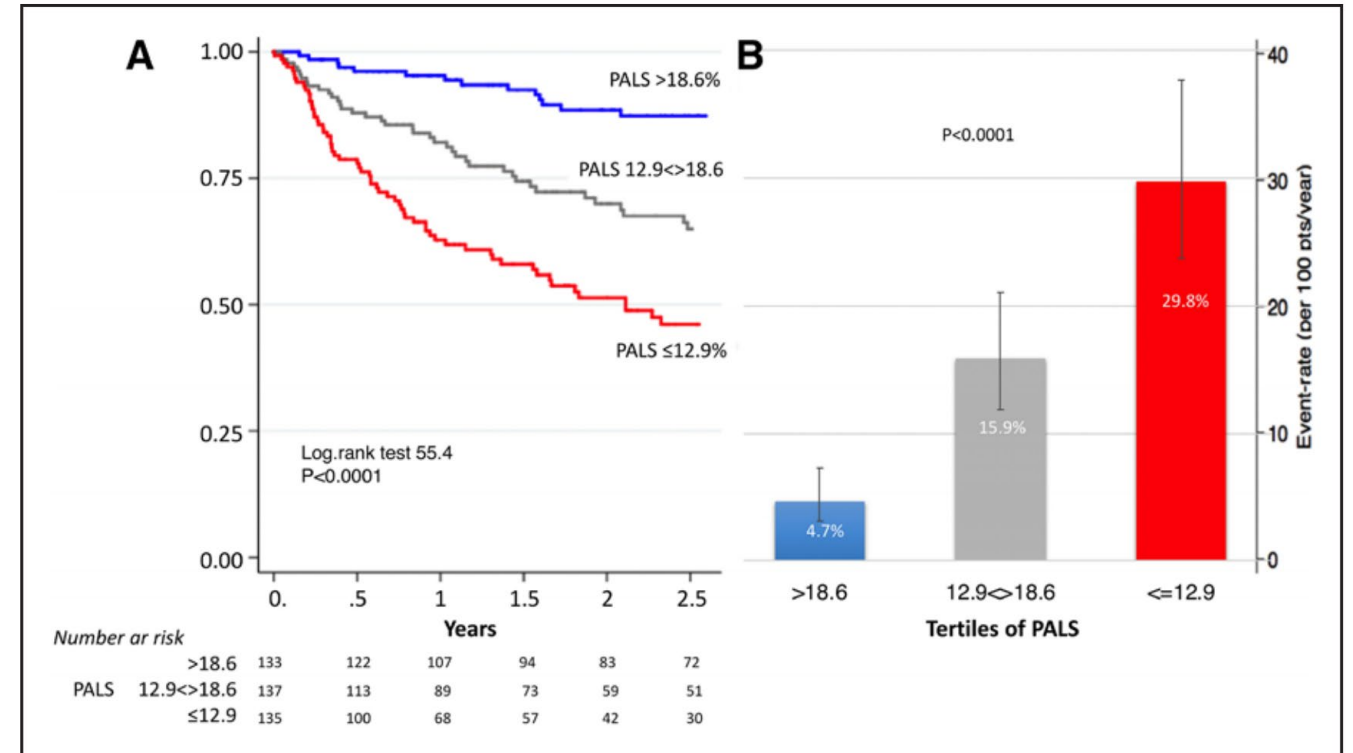 A
1.00
0.75
0.50
0.25
0.00
PALS >18.6%
PALS 12.9<>18.6
PALS ≤12.9%
Log.rank test 55.4
P<0.0001
0. .5 1 1.5 2 2.5
Years
Number ar risk
>18.6 133 122 107 94 83 72
PALS 12.9<>18.6 137 113 89 73 59 51
≤12.9 135 100 68 57 42 30
B
P<0.0001
40
30
20
10
0
Event-rate (per 100 pts/year)
4.7%
15.9%
29.8%
>18.6 12.9<>18.6 <=12.9
Tertiles of PALS